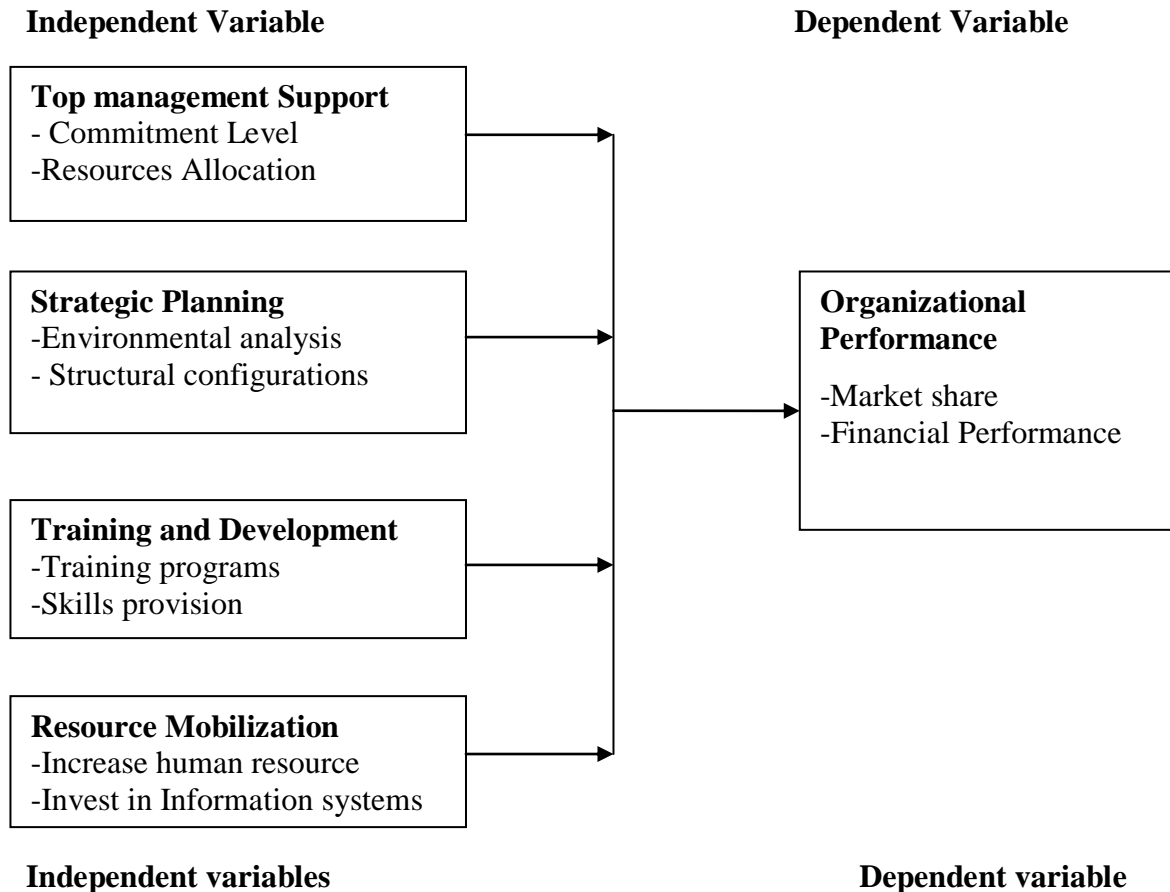 Independent Variable
Dependent Variable
Top management Support
- Commitment Level
-Resources Allocation
Strategic Planning
-Environmental analysis
- Structural configurations
Training and Development
-Training programs
-Skills provision
Resource Mobilization
-Increase human resource
-Invest in Information systems
Organizational
Performance
-Market share
-Financial Performance
Independent variables
Dependent variable